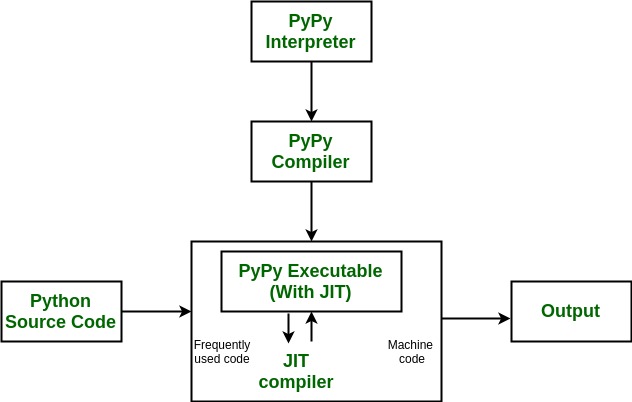 PyPy
Interpreter
PyPy
Compiler
PyPy Executable
(With JIT)
Python
Source Code
Output
Frequently
used code
Machine
code
JIT
compiler